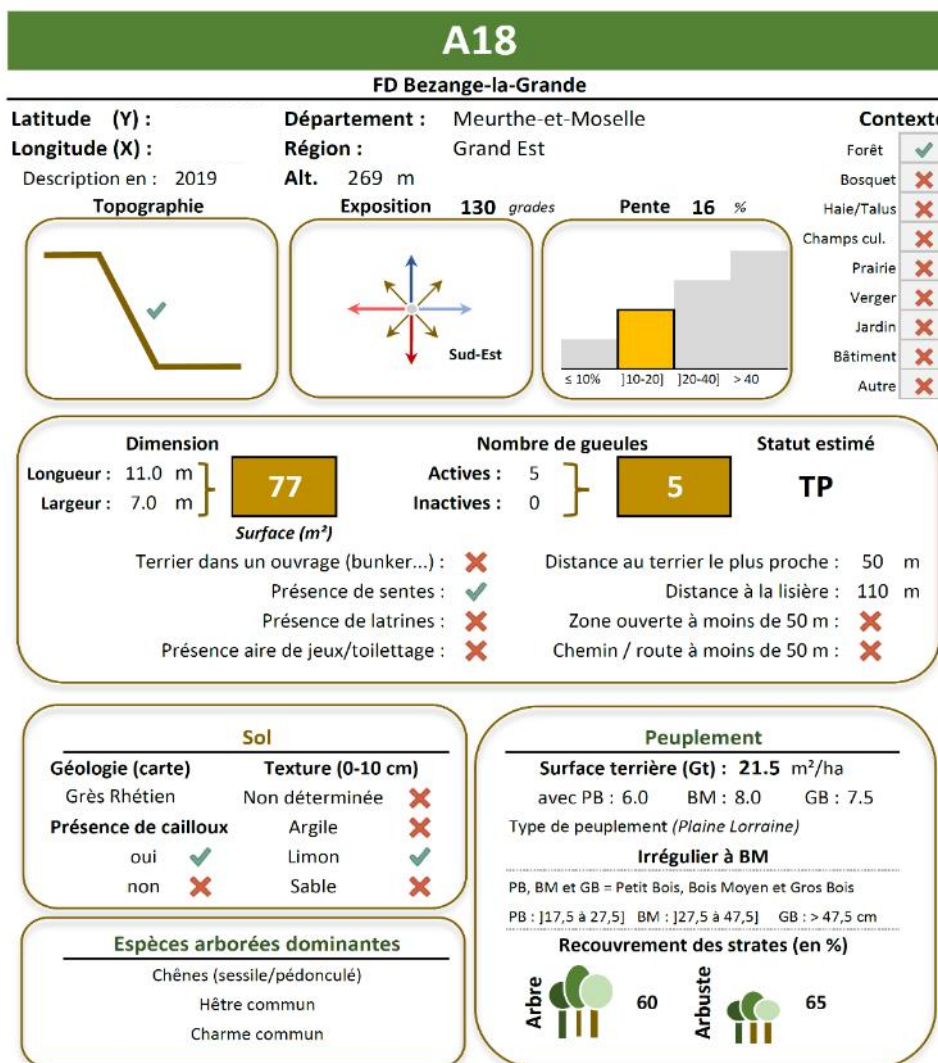 A18
FD Bezange-la-Grande
Latitude (Y) :
Longitude (X) :
Description en : 2019
Département : Meurthe-et-Moselle
Région : Grand Est
Alt. 269 m
Contexte
Forêt
Bosquet
Haie/Talus
Champs cul.
Prairie
Verger
Jardin
Bâtiment
Autre
Topographie
Exposition 130 grades
Sud-Est
Pente 16 %
≤ 10% ]10-20] ]20-40] > 40
Dimension
Longueur : 11.0 m
Largeur : 7.0 m
77
Surface (m²)
Nombre de gueules
Actives : 5
Inactives : 0
5
Statut estimé
TP
Terrier dans un ouvrage (bunker...) :
Présence de sentes :
Présence de latrines :
Présence aire de jeux/toilettage :
Distance au terrier le plus proche : 50 m
Distance à la lisière : 110 m
Zone ouverte à moins de 50 m :
Chemin / route à moins de 50 m :
Sol
Géologie (carte)
Grès Rhétien
Présence de cailloux
oui
non
Texture (0-10 cm)
Non déterminée
Argile
Limon
Sable
Espèces arborées dominantes
Chênes (sessile/pédonculé)
Hêtre commun
Charme commun
Peuplement
Surface terrière (Gt) : 21.5 m²/ha
avec PB : 6.0 BM : 8.0 GB : 7.5
Type de peuplement (Plaine Lorraine)
Irrégulier à BM
PB, BM et GB = Petit Bois, Bois Moyen et Gros Bois
PB : ]17,5 à 27,5] BM : ]27,5 à 47,5] GB : > 47,5 cm
Recouvrement des strates (en %)
Arbre 60
Arbuste 65